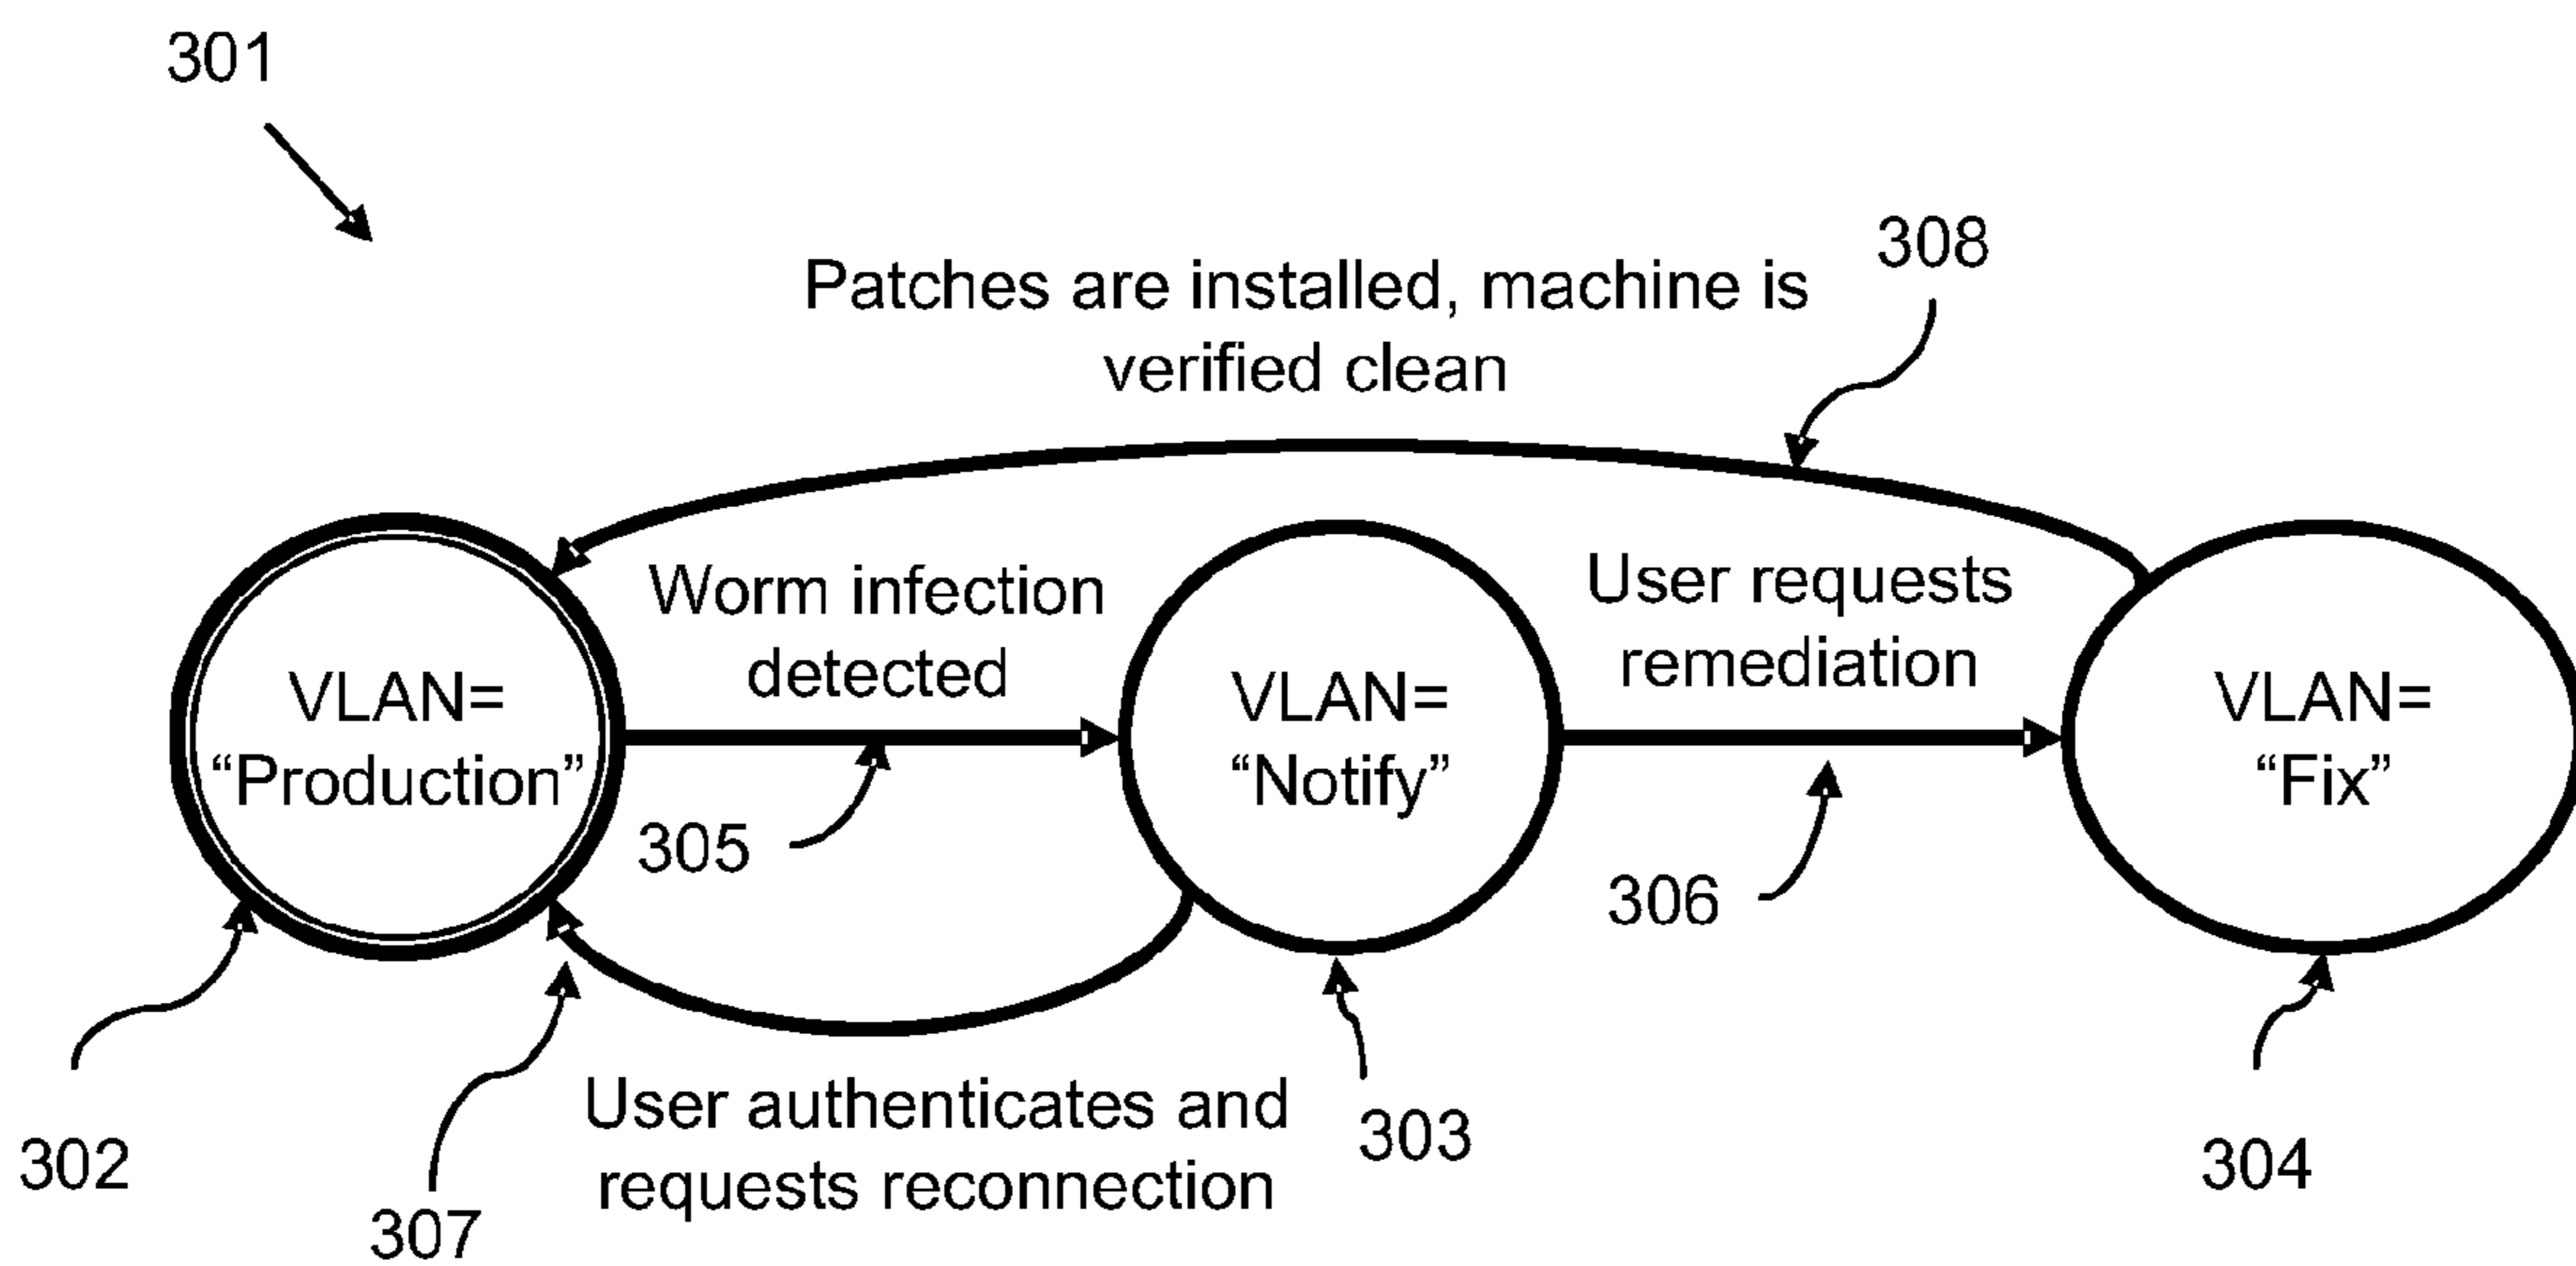 301
308
Patches are installed, machine is
verified clean
Worm infection
detected
User requests
remediation
VLAN=
“Production”
VLAN=
“Notify”
VLAN=
“Fix”
305
306
User authenticates and
requests reconnection
302
307
303
304